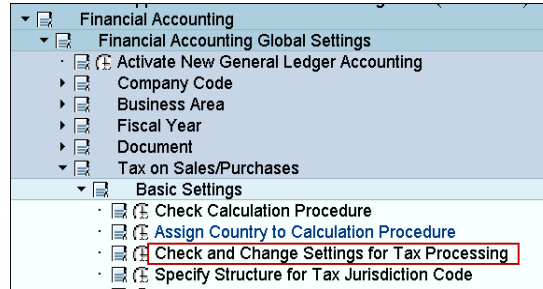 Financial Accounting
Financial Accounting Global Settings
Activate New General Ledger Accounting
Company Code
Business Area
Fiscal Year
Document
Tax on Sales/Purchases
Basic Settings
Check Calculation Procedure
Assign Country to Calculation Procedure
Check and Change Settings for Tax Processing
Specify Structure for Tax Jurisdiction Code